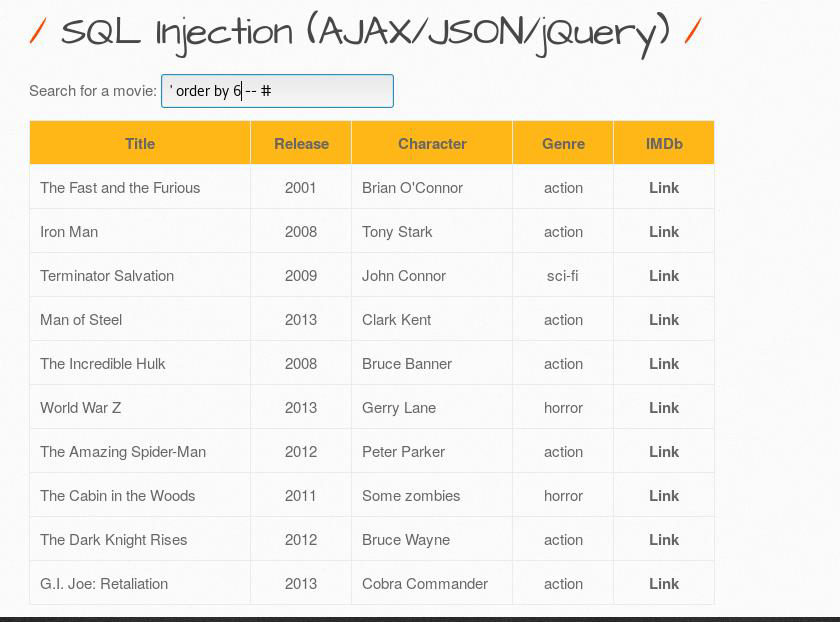 / SQL Injection (AJAX/JSON/jQuery) /
Search for a movie: ' order by 6 -- #
Title Release Character Genre IMDb
The Fast and the Furious 2001 Brian O'Connor action Link
Iron Man 2008 Tony Stark action Link
Terminator Salvation 2009 John Connor sci-fi Link
Man of Steel 2013 Clark Kent action Link
The Incredible Hulk 2008 Bruce Banner action Link
World War Z 2013 Gerry Lane horror Link
The Amazing Spider-Man 2012 Peter Parker action Link
The Cabin in the Woods 2011 Some zombies horror Link
The Dark Knight Rises 2012 Bruce Wayne action Link
G.I. Joe: Retaliation 2013 Cobra Commander action Link